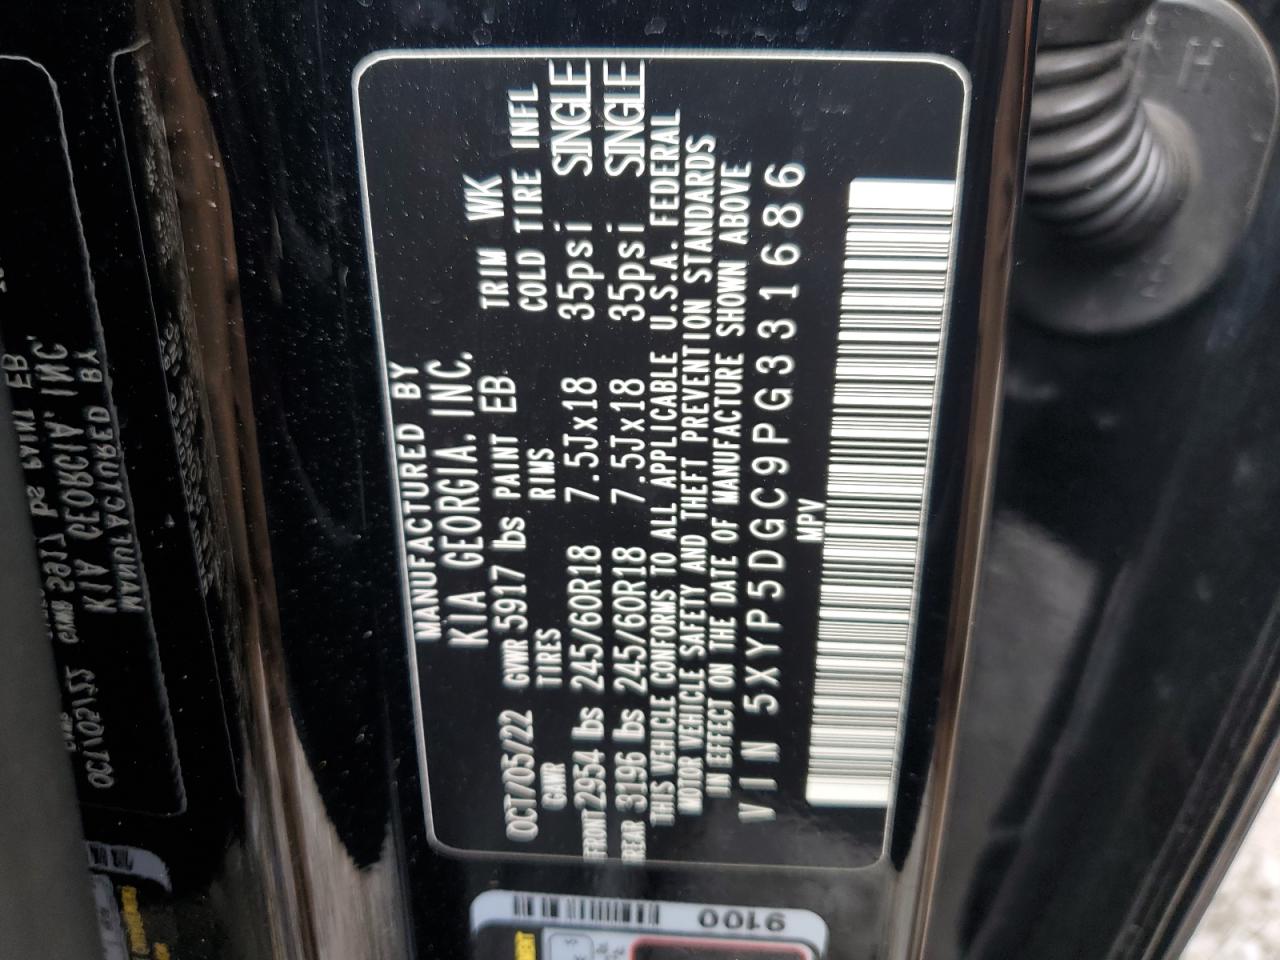 MANUFACTURED BY
KIA GEORGIA. INC.
OCT/05/22 GVWR 5917 lbs PAINT EB TRIM WK
GAWR TIRES RIMS COLD TIRE INFL
FRONT 2954 lbs 245/60R18 7.5Jx18 35psi SINGLE
REAR 3196 lbs 245/60R18 7.5Jx18 35psi SINGLE
THIS VEHICLE CONFORMS TO ALL APPLICABLE U.S.A. FEDERAL
MOTOR VEHICLE SAFETY AND THEFT PREVENTION STANDARDS
IN EFFECT ON THE DATE OF MANUFACTURE SHOWN ABOVE
VIN 5XYP5DGC9PG331686
MPV
9100
H